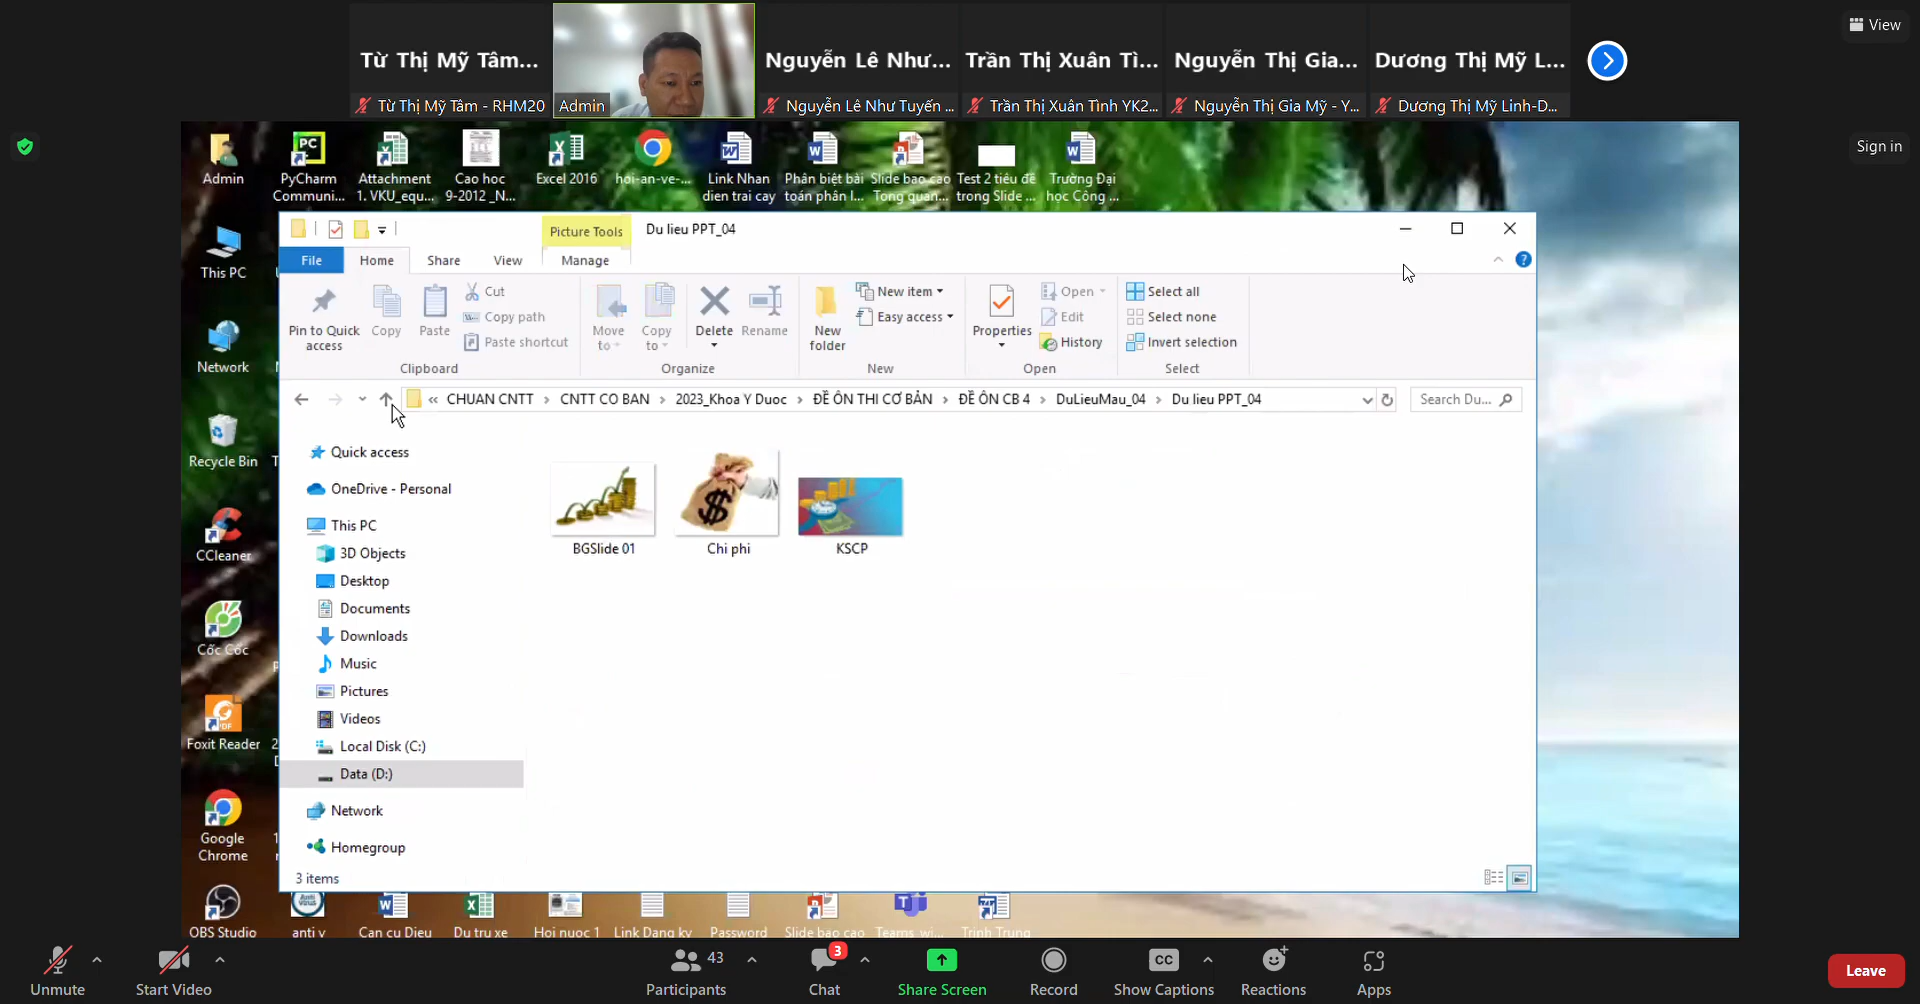 View
Từ Thị Mỹ Tâm...
Nguyễn Lê Như...
Trần Thị Xuân Tì...
Nguyễn Thị Gia...
Dương Thị Mỹ L...
Từ Thị Mỹ Tâm - RHM20
Admin
Nguyễn Lê Như Tuyến ...
Trần Thị Xuân Tình YK2...
Nguyễn Thị Gia Mỹ - Y...
Dương Thị Mỹ Linh-D...
Sign in
Admin
PyCharm
Communi...
Attachment
1. VKU_equ...
Cao hoc
9-2012 _N...
Excel 2016
hoi-an-ve-...
Link Nhan
dien trai cay
Phân biệt bài
toán phân l...
Slide bao cao
Tong quan...
Test 2 tiêu đề
trong Slide ...
Trường Đại
học Công ...
Picture Tools
Du lieu PPT_04
File
Home
Share
View
Manage
Pin to Quick
access
Copy
Paste
Cut
Copy path
Paste shortcut
Clipboard
Move
to
Copy
to
Delete
Rename
Organize
New
folder
New item
Easy access
New
Properties
Open
Edit
History
Open
Select all
Select none
Invert selection
Select
« CHUAN CNTT › CNTT CO BAN › 2023_Khoa Y Duoc › ĐỀ ÔN THI CƠ BẢN › ĐỀ ÔN CB 4 › DuLieuMau_04 › Du lieu PPT_04
Search Du...
Quick access
OneDrive - Personal
This PC
3D Objects
Desktop
Documents
Downloads
Music
Pictures
Videos
Local Disk (C:)
Data (D:)
Network
Homegroup
BGSlide 01
Chi phi
KSCP
3 items
This PC
Network
Recycle Bin
CCleaner
Cốc Cốc
Foxit Reader
Google
Chrome
OBS Studio
anti v
Can cu Dieu
Du tru xe
Hoi nuoc 1
Link Dang ky
Password
Slide bao cao
Teams_wi...
Trinh Trung
Unmute
Start Video
43
Participants
3
Chat
Share Screen
Record
CC
Show Captions
Reactions
Apps
Leave